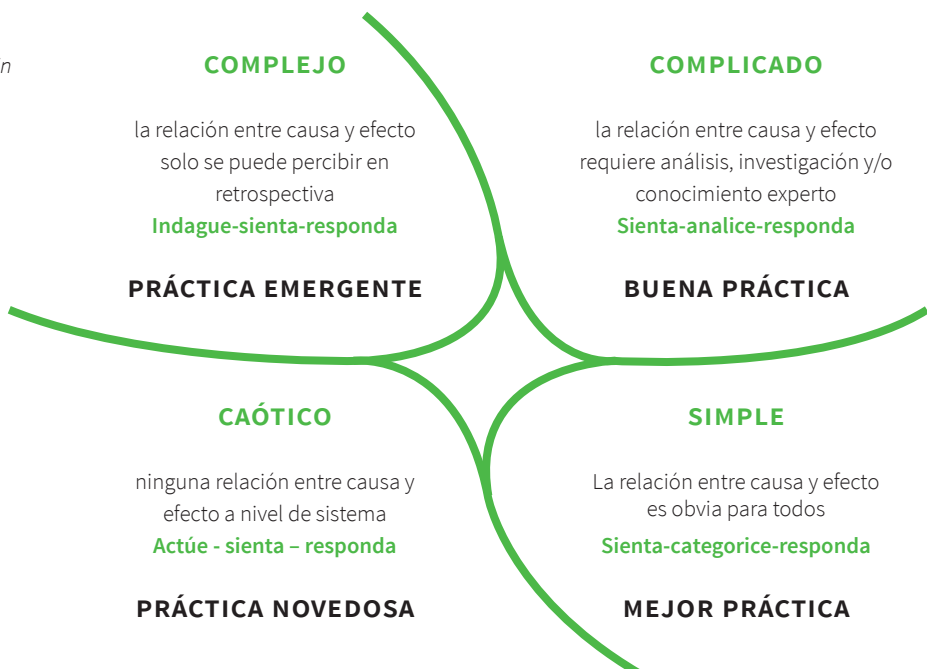 COMPLEJO
la relación entre causa y efecto
solo se puede percibir en
retrospectiva
Indague-sienta-responda
PRÁCTICA EMERGENTE
COMPLICADO
la relación entre causa y efecto
requiere análisis, investigación y/o
conocimiento experto
Sienta-analice-responda
BUENA PRÁCTICA
CAÓTICO
ninguna relación entre causa y
efecto a nivel de sistema
Actúe - sienta – responda
PRÁCTICA NOVEDOSA
SIMPLE
La relación entre causa y efecto
es obvia para todos
Sienta-categorice-responda
MEJOR PRÁCTICA